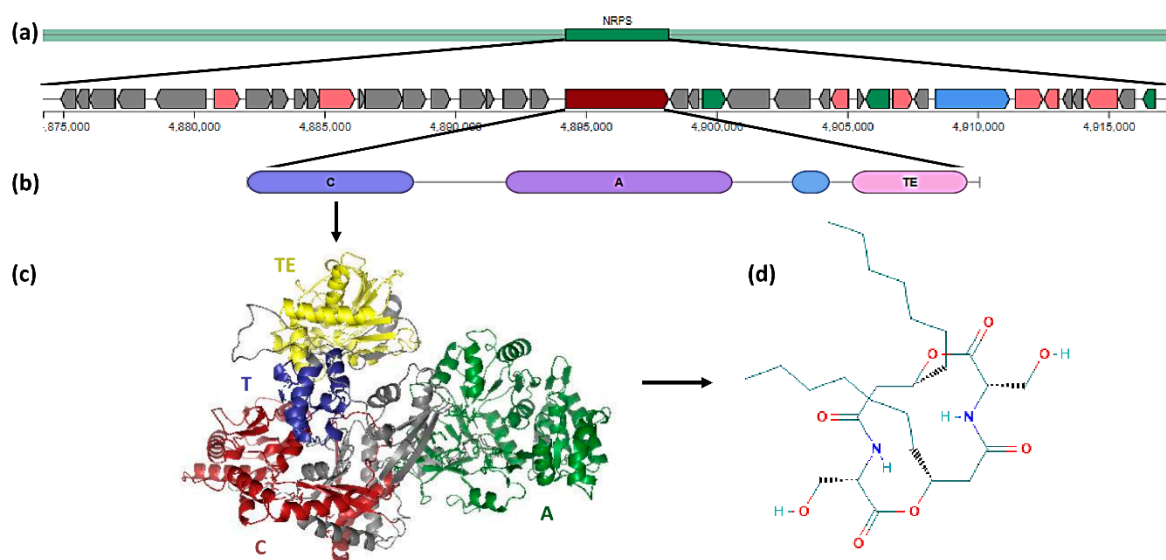 NRPS
(a)
4,875,000 4,880,000 4,885,000 4,890,000 4,895,000 4,900,000 4,905,000 4,910,000 4,915,000
(b) C A TE
(c) TE (d)
T
C A
O
O
O H
O
H N
N
H
O
H O
O
O